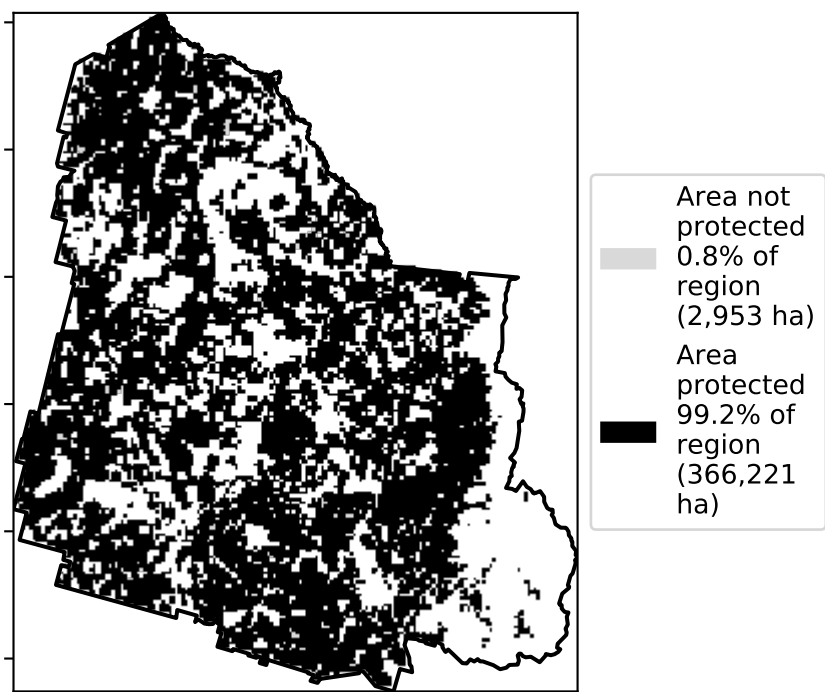 Area not
protected
0.8% of
region
(2,953 ha)
Area
protected
99.2% of
region
(366,221
ha)